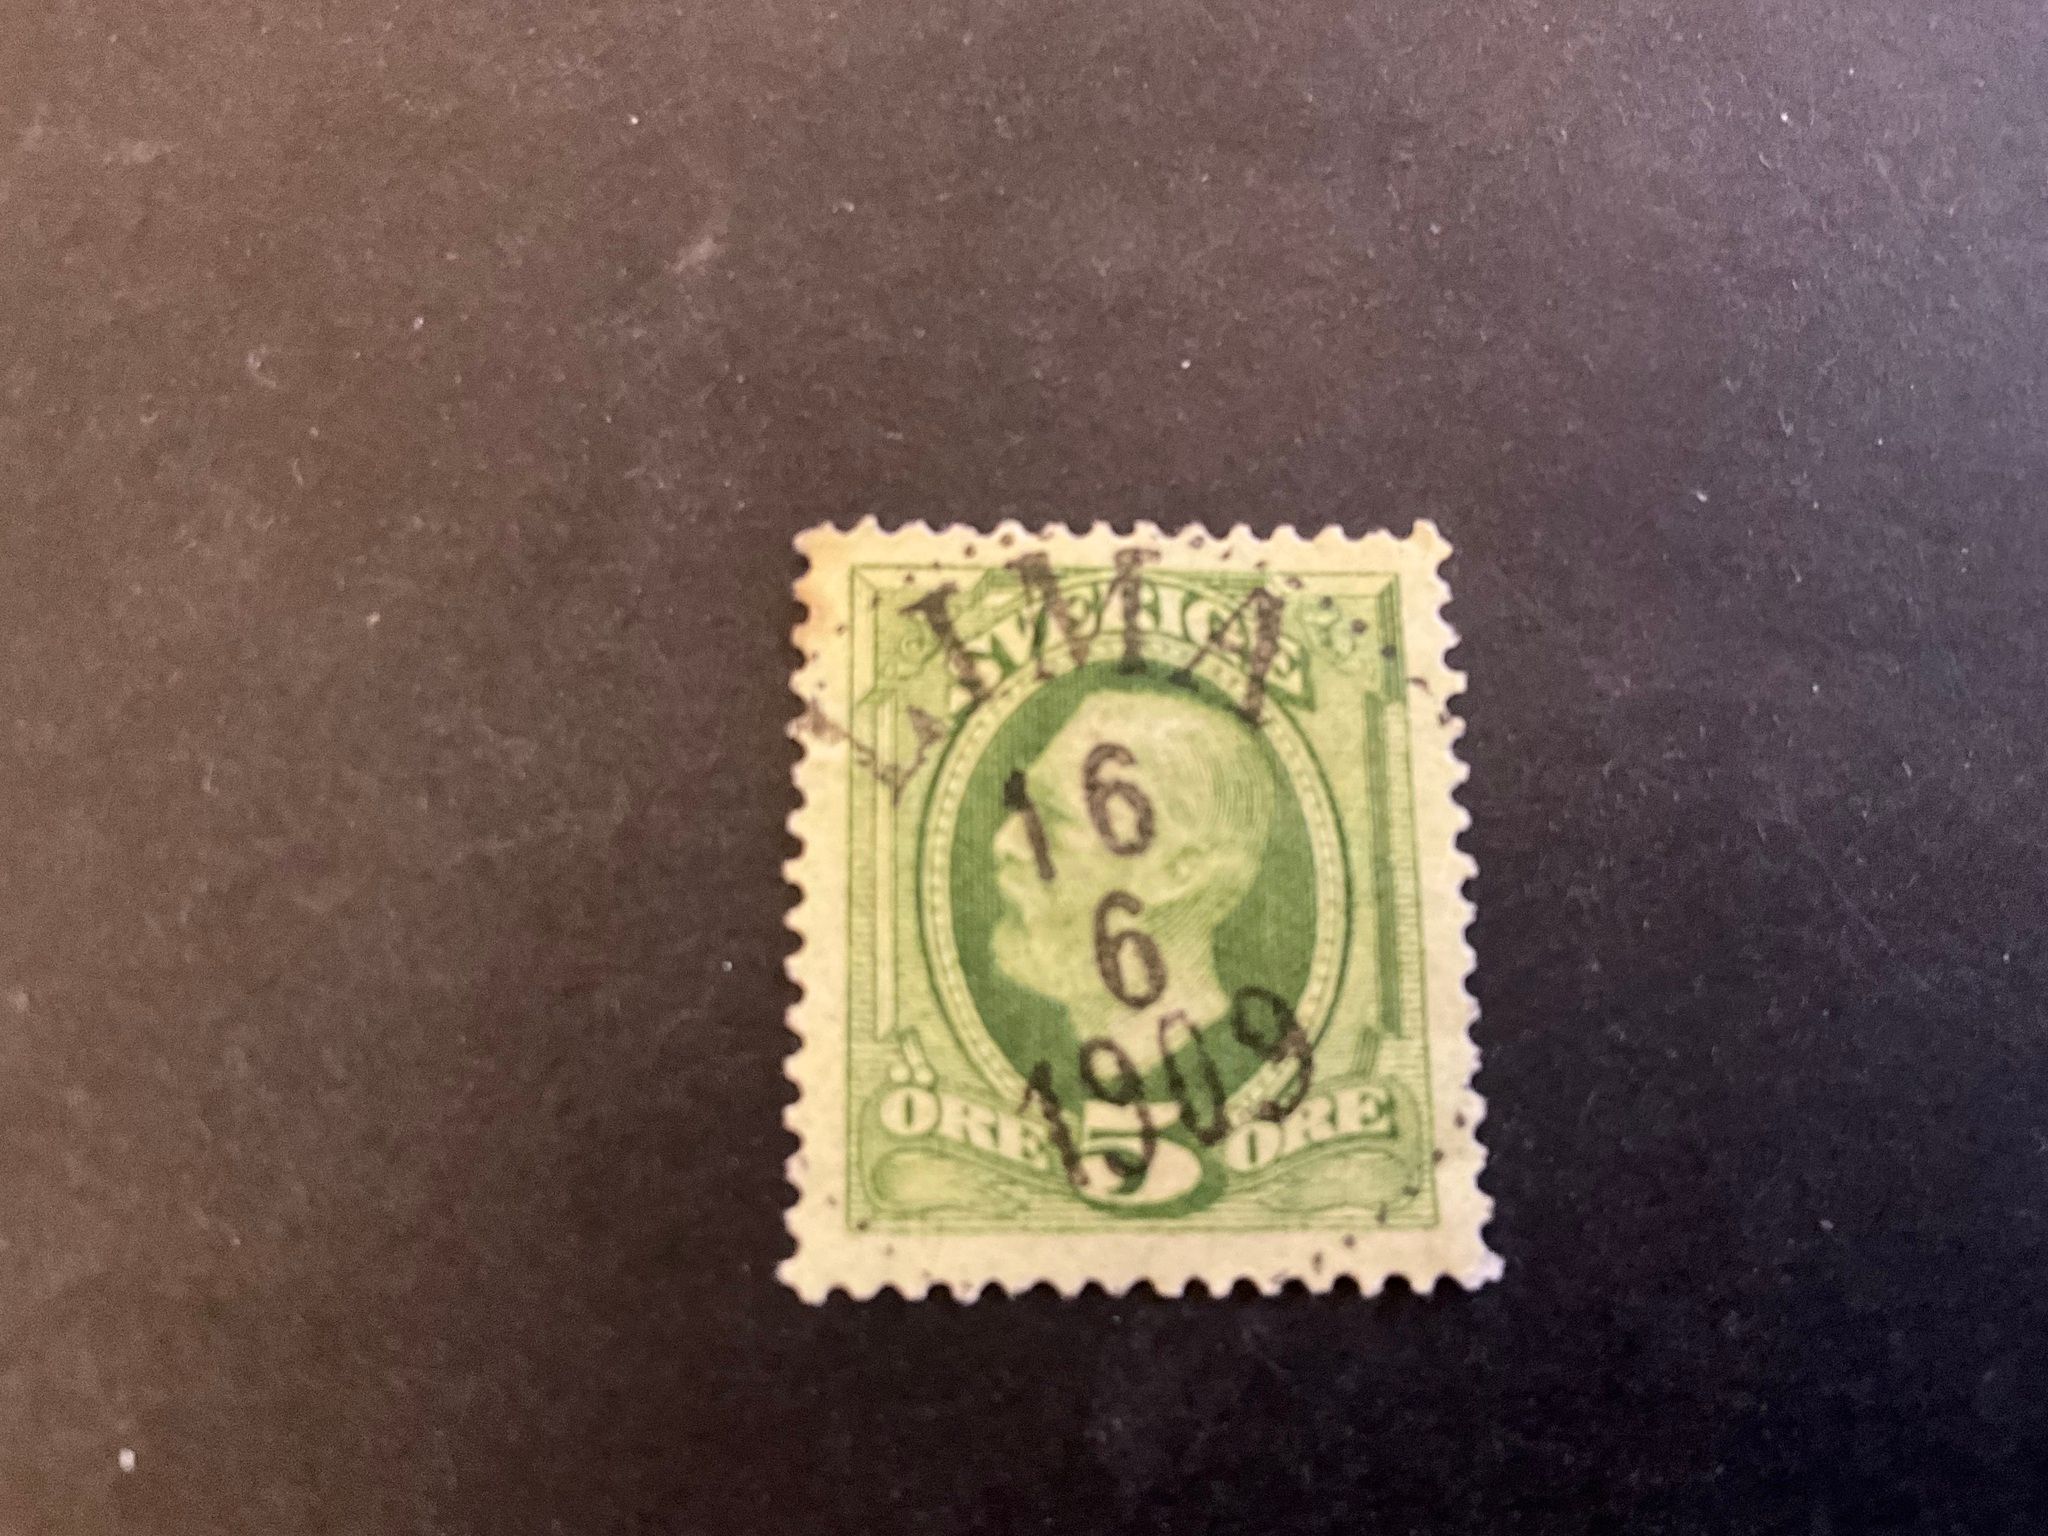 LIMA
SVERIGE
16
6
1909
ÖRE 5 ÖRE